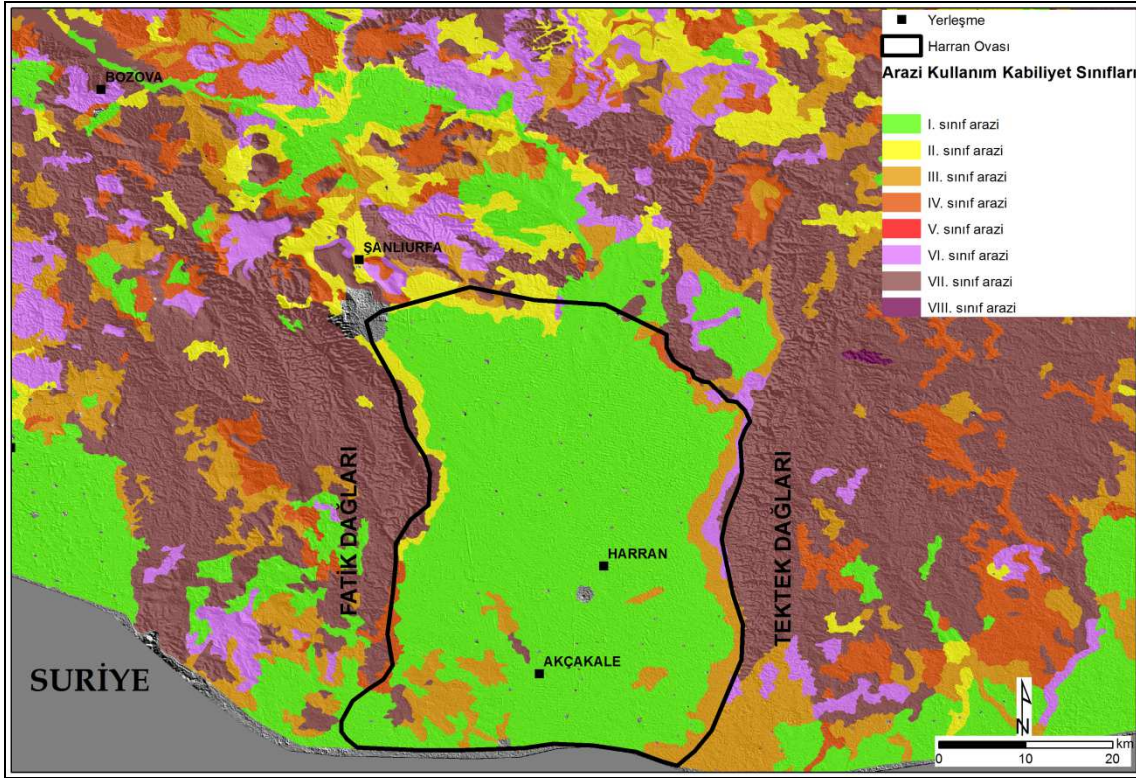 Yerleşme
Harran Ovası
Arazi Kullanım Kabiliyet Sınıfları
I. sınıf arazi
II. sınıf arazi
III. sınıf arazi
IV. sınıf arazi
V. sınıf arazi
VI. sınıf arazi
VII. sınıf arazi
VIII. sınıf arazi
BOZOVA
ŞANLIURFA
FATİK DAĞLARI
TEKTEK DAĞLARI
HARRAN
AKÇAKALE
SURİYE
N
km
0 10 20